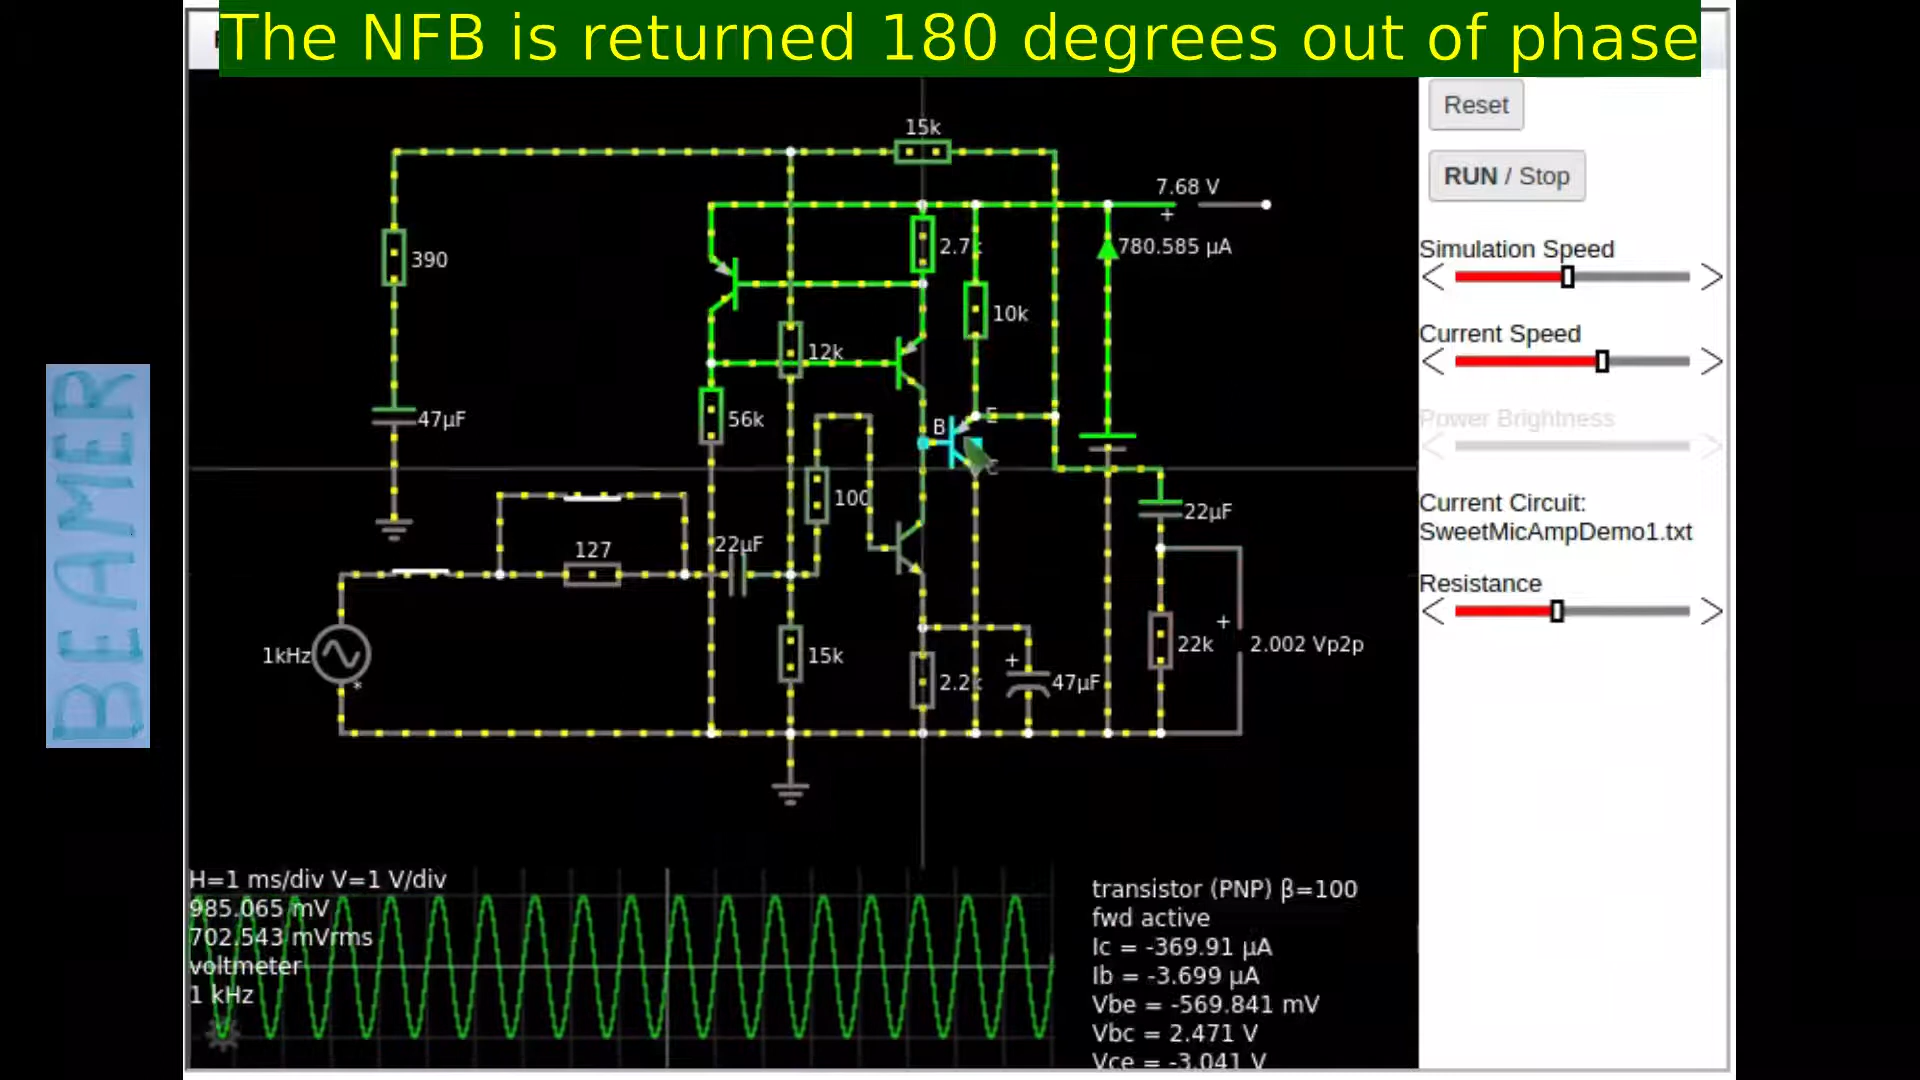 The NFB is returned 180 degrees out of phase
BEAMER
Reset
RUN / Stop
Simulation Speed
Current Speed
Power Brightness
Current Circuit:
SweetMicAmpDemo1.txt
Resistance
15k
7.68 V
+
390
2.7k
780.585 µA
10k
12k
47µF
56k
B
E
C
100
22µF
127
22µF
1kHz
*
15k
2.2k
+
47µF
22k
+
2.002 Vp2p
H=1 ms/div V=1 V/div
985.065 mV
702.543 mVrms
voltmeter
1 kHz
transistor (PNP) β=100
fwd active
Ic = -369.91 µA
Ib = -3.699 µA
Vbe = -569.841 mV
Vbc = 2.471 V
Vce = -3.041 V